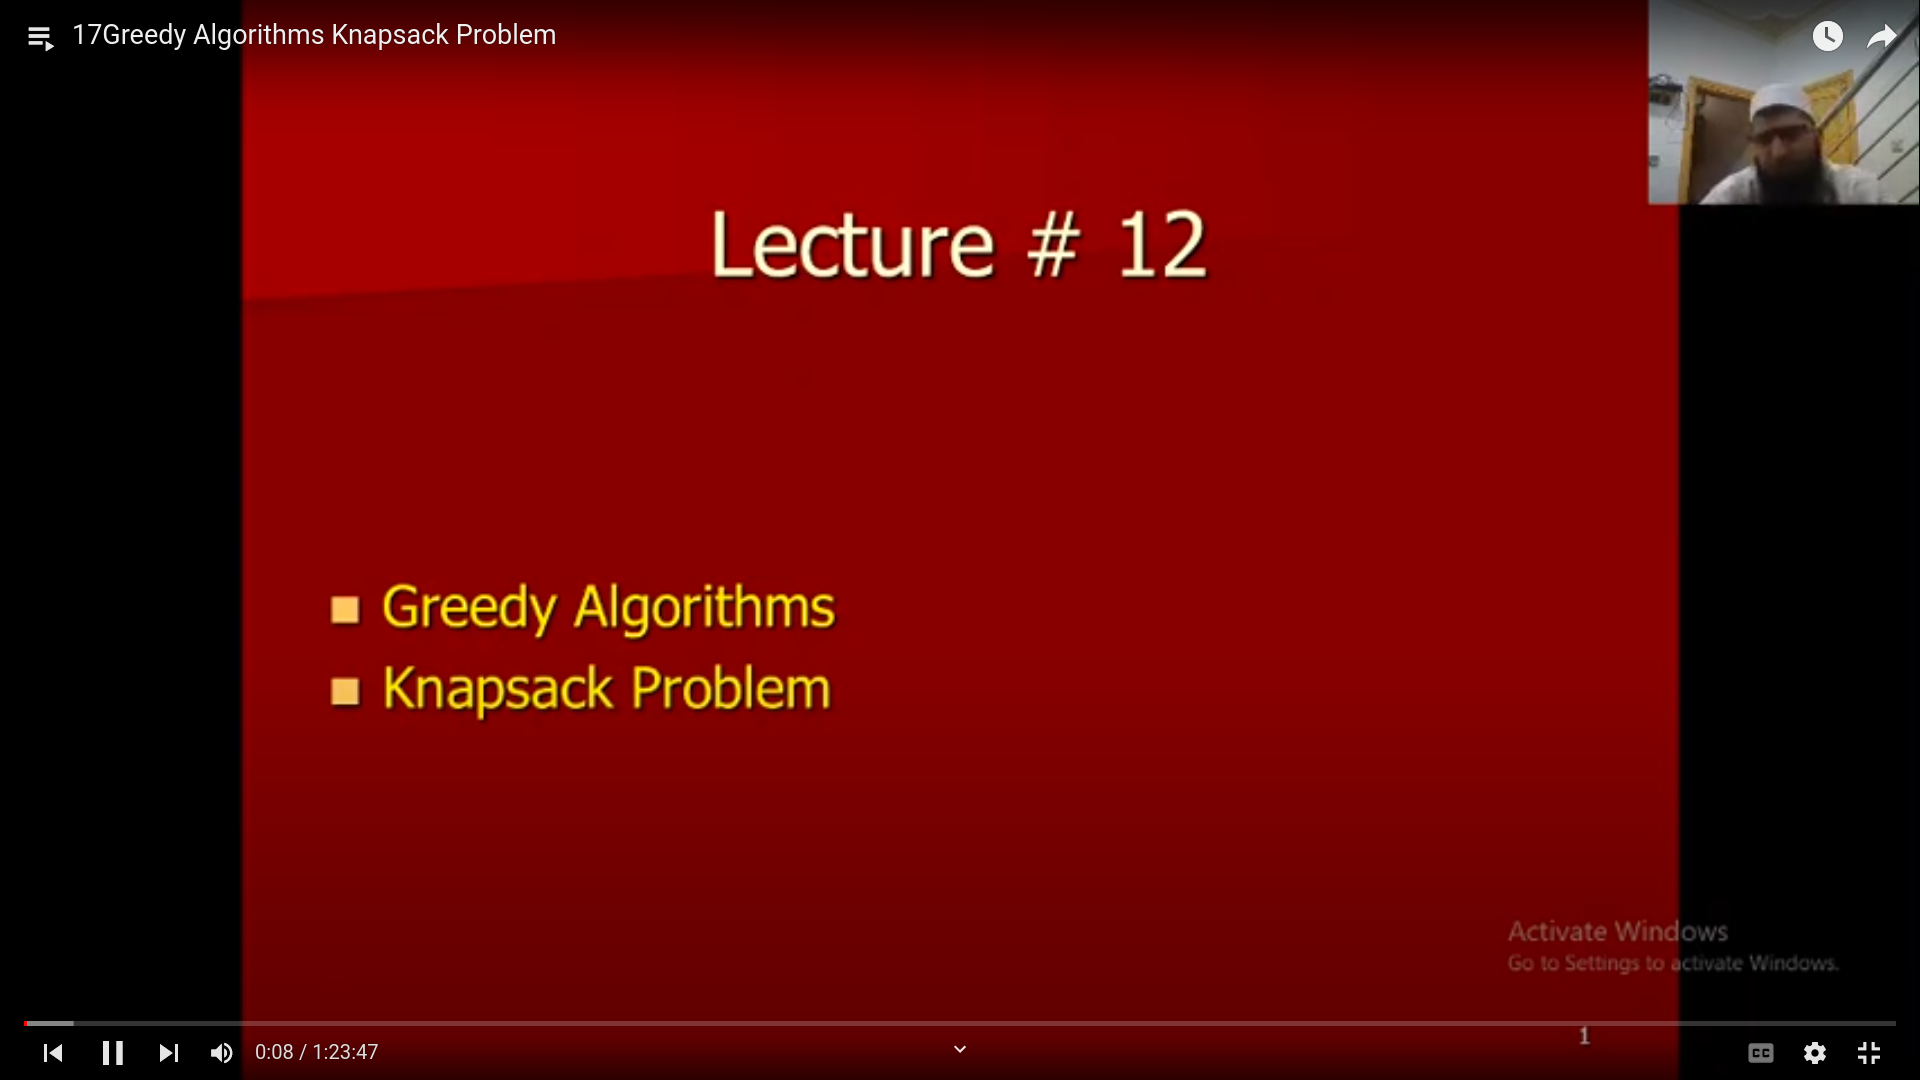 17Greedy Algorithms Knapsack Problem
Lecture # 12
Greedy Algorithms
Knapsack Problem
Activate Windows
Go to Settings to activate Windows.
1
0:08 / 1:23:47
CC